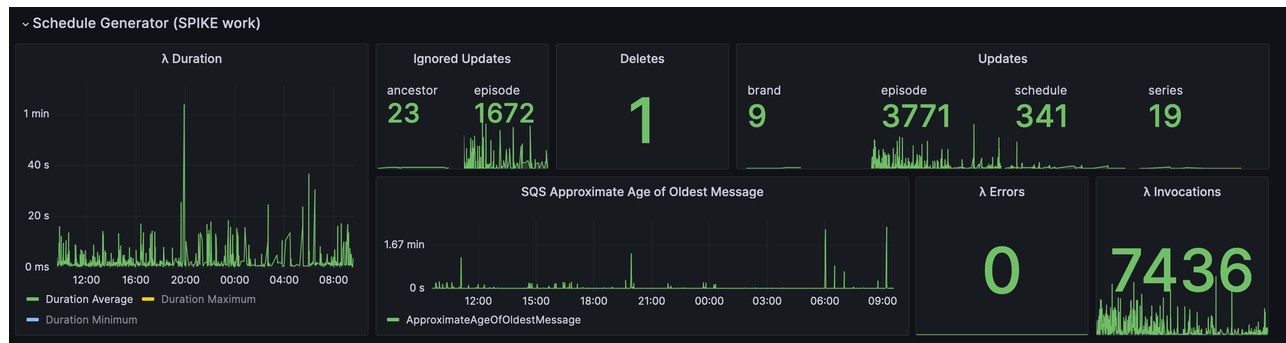 Schedule Generator (SPIKE work)
λ Duration
1 min
40 s
20 s
0 ms
12:00 16:00 20:00 00:00 04:00 08:00
Duration Average Duration Maximum
Duration Minimum
Ignored Updates
ancestor episode
23 1672
Deletes
1
Updates
brand episode schedule series
9 3771 341 19
SQS Approximate Age of Oldest Message
1.67 min
0 s
12:00 15:00 18:00 21:00 00:00 03:00 06:00 09:00
ApproximateAgeOfOldestMessage
λ Errors
0
λ Invocations
7436